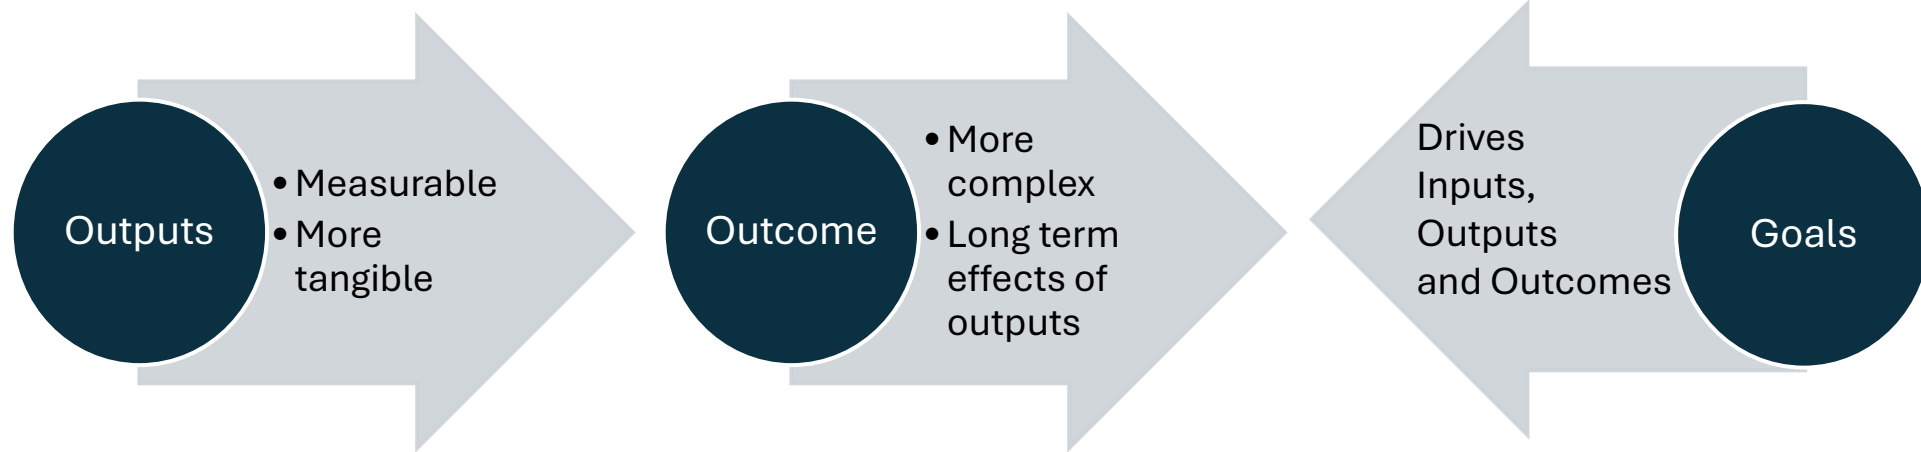 Outputs
• Measurable
• More
tangible
Outcome
• More
complex
• Long term
effects of
outputs
Drives
Inputs,
Outputs
and Outcomes
Goals